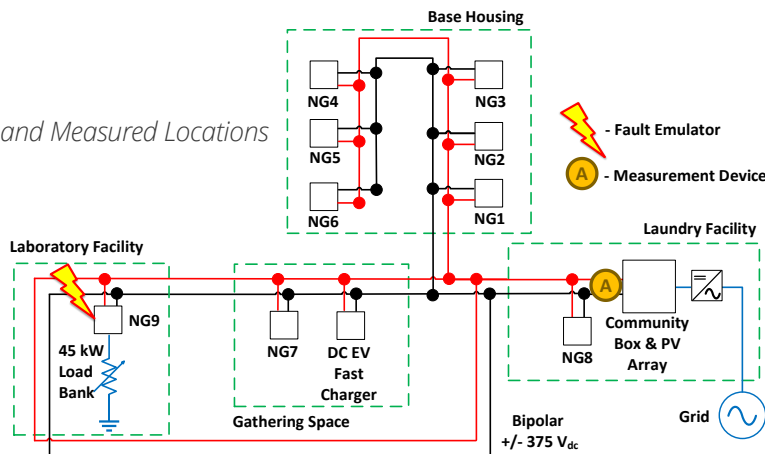 Base Housing
NG4
NG3
and Measured Locations
NG5
NG2
- Fault Emulator
NG6
NG1
A
- Measurement Device
Laundry Facility
Laboratory Facility
A
NG9
NG7
DC EV
Fast
Charger
NG8
Community
Box & PV
Array
45 kW
Load
Bank
Gathering Space
Bipolar
+/- 375 Vdc
Grid